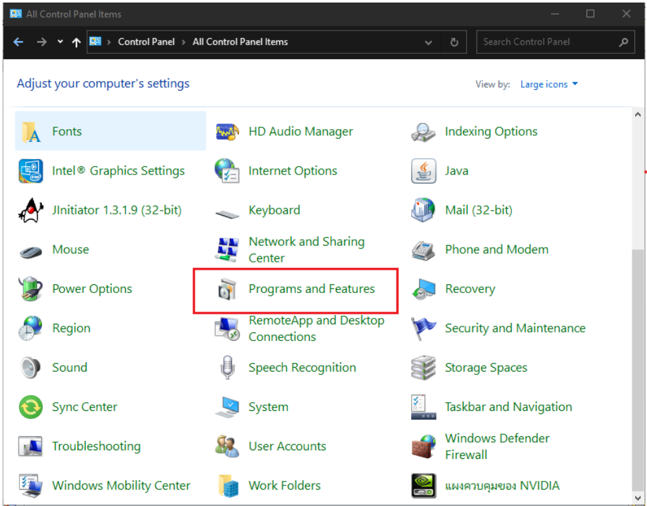 All Control Panel Items
Control Panel > All Control Panel Items
Search Control Panel
Adjust your computer's settings
View by: Large icons
Fonts
HD Audio Manager
Indexing Options
Intel® Graphics Settings
Internet Options
Java
JInitiator 1.3.1.9 (32-bit)
Keyboard
Mail (32-bit)
Mouse
Network and Sharing
Center
Phone and Modem
Power Options
Programs and Features
Recovery
Region
RemoteApp and Desktop
Connections
Security and Maintenance
Sound
Speech Recognition
Storage Spaces
Sync Center
System
Taskbar and Navigation
Troubleshooting
User Accounts
Windows Defender
Firewall
Windows Mobility Center
Work Folders
แผงควบคุมของ NVIDIA